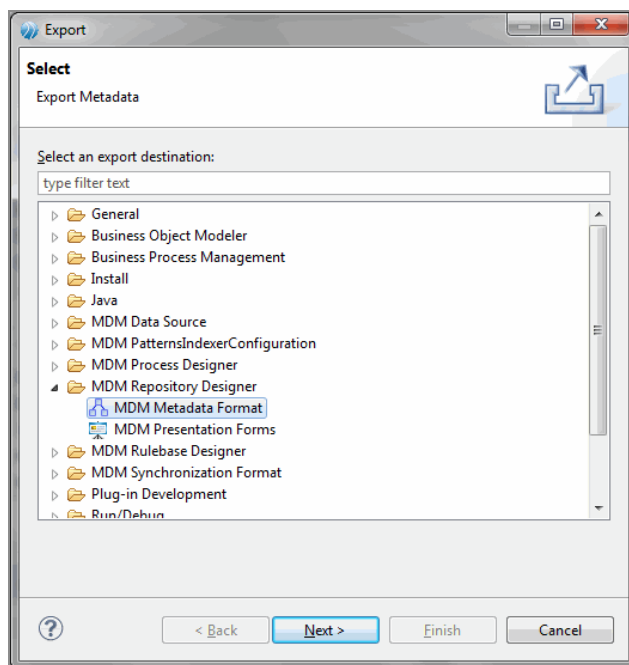 Export
Select
Export Metadata
Select an export destination:
type filter text
General
Business Object Modeler
Business Process Management
Install
Java
MDM Data Source
MDM PatternsIndexerConfiguration
MDM Process Designer
MDM Repository Designer
MDM Metadata Format
MDM Presentation Forms
MDM Rulebase Designer
MDM Synchronization Format
Plug-in Development
Run/Debug
? < Back Next > Finish Cancel